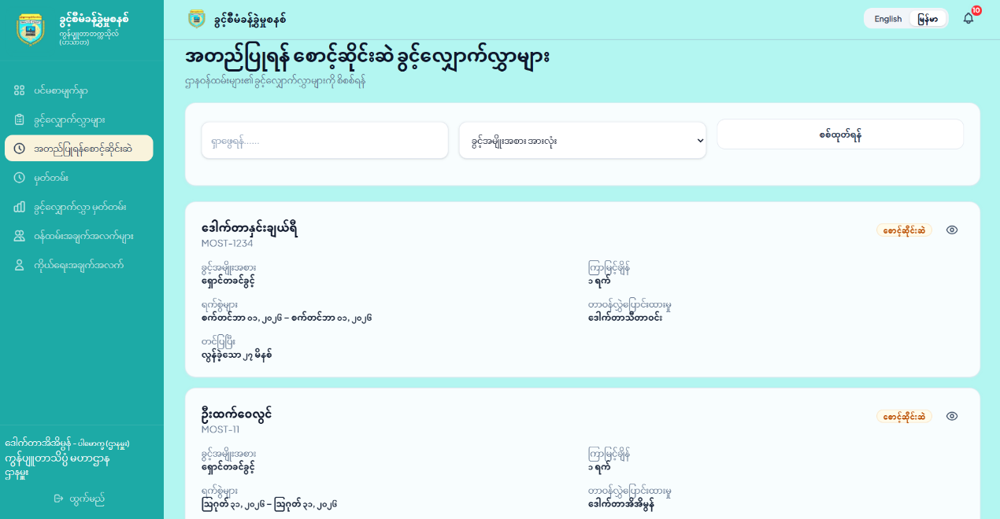 ခွင့်စီမံခန့်ခွဲမှုစနစ်
ကွန်ပျူတာတက္ကသိုလ်
(ဟသာတ)
ပင်မစာမျက်နှာ
ခွင့်လျှောက်လွှာများ
အတည်ပြုရန်စောင့်ဆိုင်းဆဲ
မှတ်တမ်း
ခွင့်လျှောက်လွှာ မှတ်တမ်း
ဝန်ထမ်းအချက်အလက်များ
ကိုယ်ရေးအချက်အလက်
ဒေါက်တာအိအိမွန် - ပါမောက္ခ (ဌာနမှူး)
ကွန်ပျူတာသိပ္ပံ မဟာဌာန
ဌာနမှူး
ထွက်မည်
ခွင့်စီမံခန့်ခွဲမှုစနစ်
English
မြန်မာ
10
အတည်ပြုရန် စောင့်ဆိုင်းဆဲ ခွင့်လျှောက်လွှာများ
ဌာနဝန်ထမ်းများ၏ ခွင့်လျှောက်လွှာများကို စိစစ်ရန်
ရှာဖွေရန်......
ခွင့်အမျိုးအစား အားလုံး
စစ်ထုတ်ရန်
ဒေါက်တာနှင်းချယ်ရီ
MOST-1234
စောင့်ဆိုင်းဆဲ
ခွင့်အမျိုးအစား
ရှောင်တခင်ခွင့်
ကြာမြင့်ချိန်
၁ ရက်
ရက်စွဲများ
စက်တင်ဘာ ၀၁, ၂၀၂၆ – စက်တင်ဘာ ၀၁, ၂၀၂၆
တာဝန်လွှဲပြောင်းထားမှု
ဒေါက်တာသီတာဝင်း
တင်ပြပြီး
လွန်ခဲ့သော ၂၇ မိနစ်
ဦးထက်ဝေလွင်
MOST-11
စောင့်ဆိုင်းဆဲ
ခွင့်အမျိုးအစား
ရှောင်တခင်ခွင့်
ကြာမြင့်ချိန်
၁ ရက်
ရက်စွဲများ
သြဂုတ် ၃၁, ၂၀၂၆ – သြဂုတ် ၃၁, ၂၀၂၆
တာဝန်လွှဲပြောင်းထားမှု
ဒေါက်တာအိအိမွန်